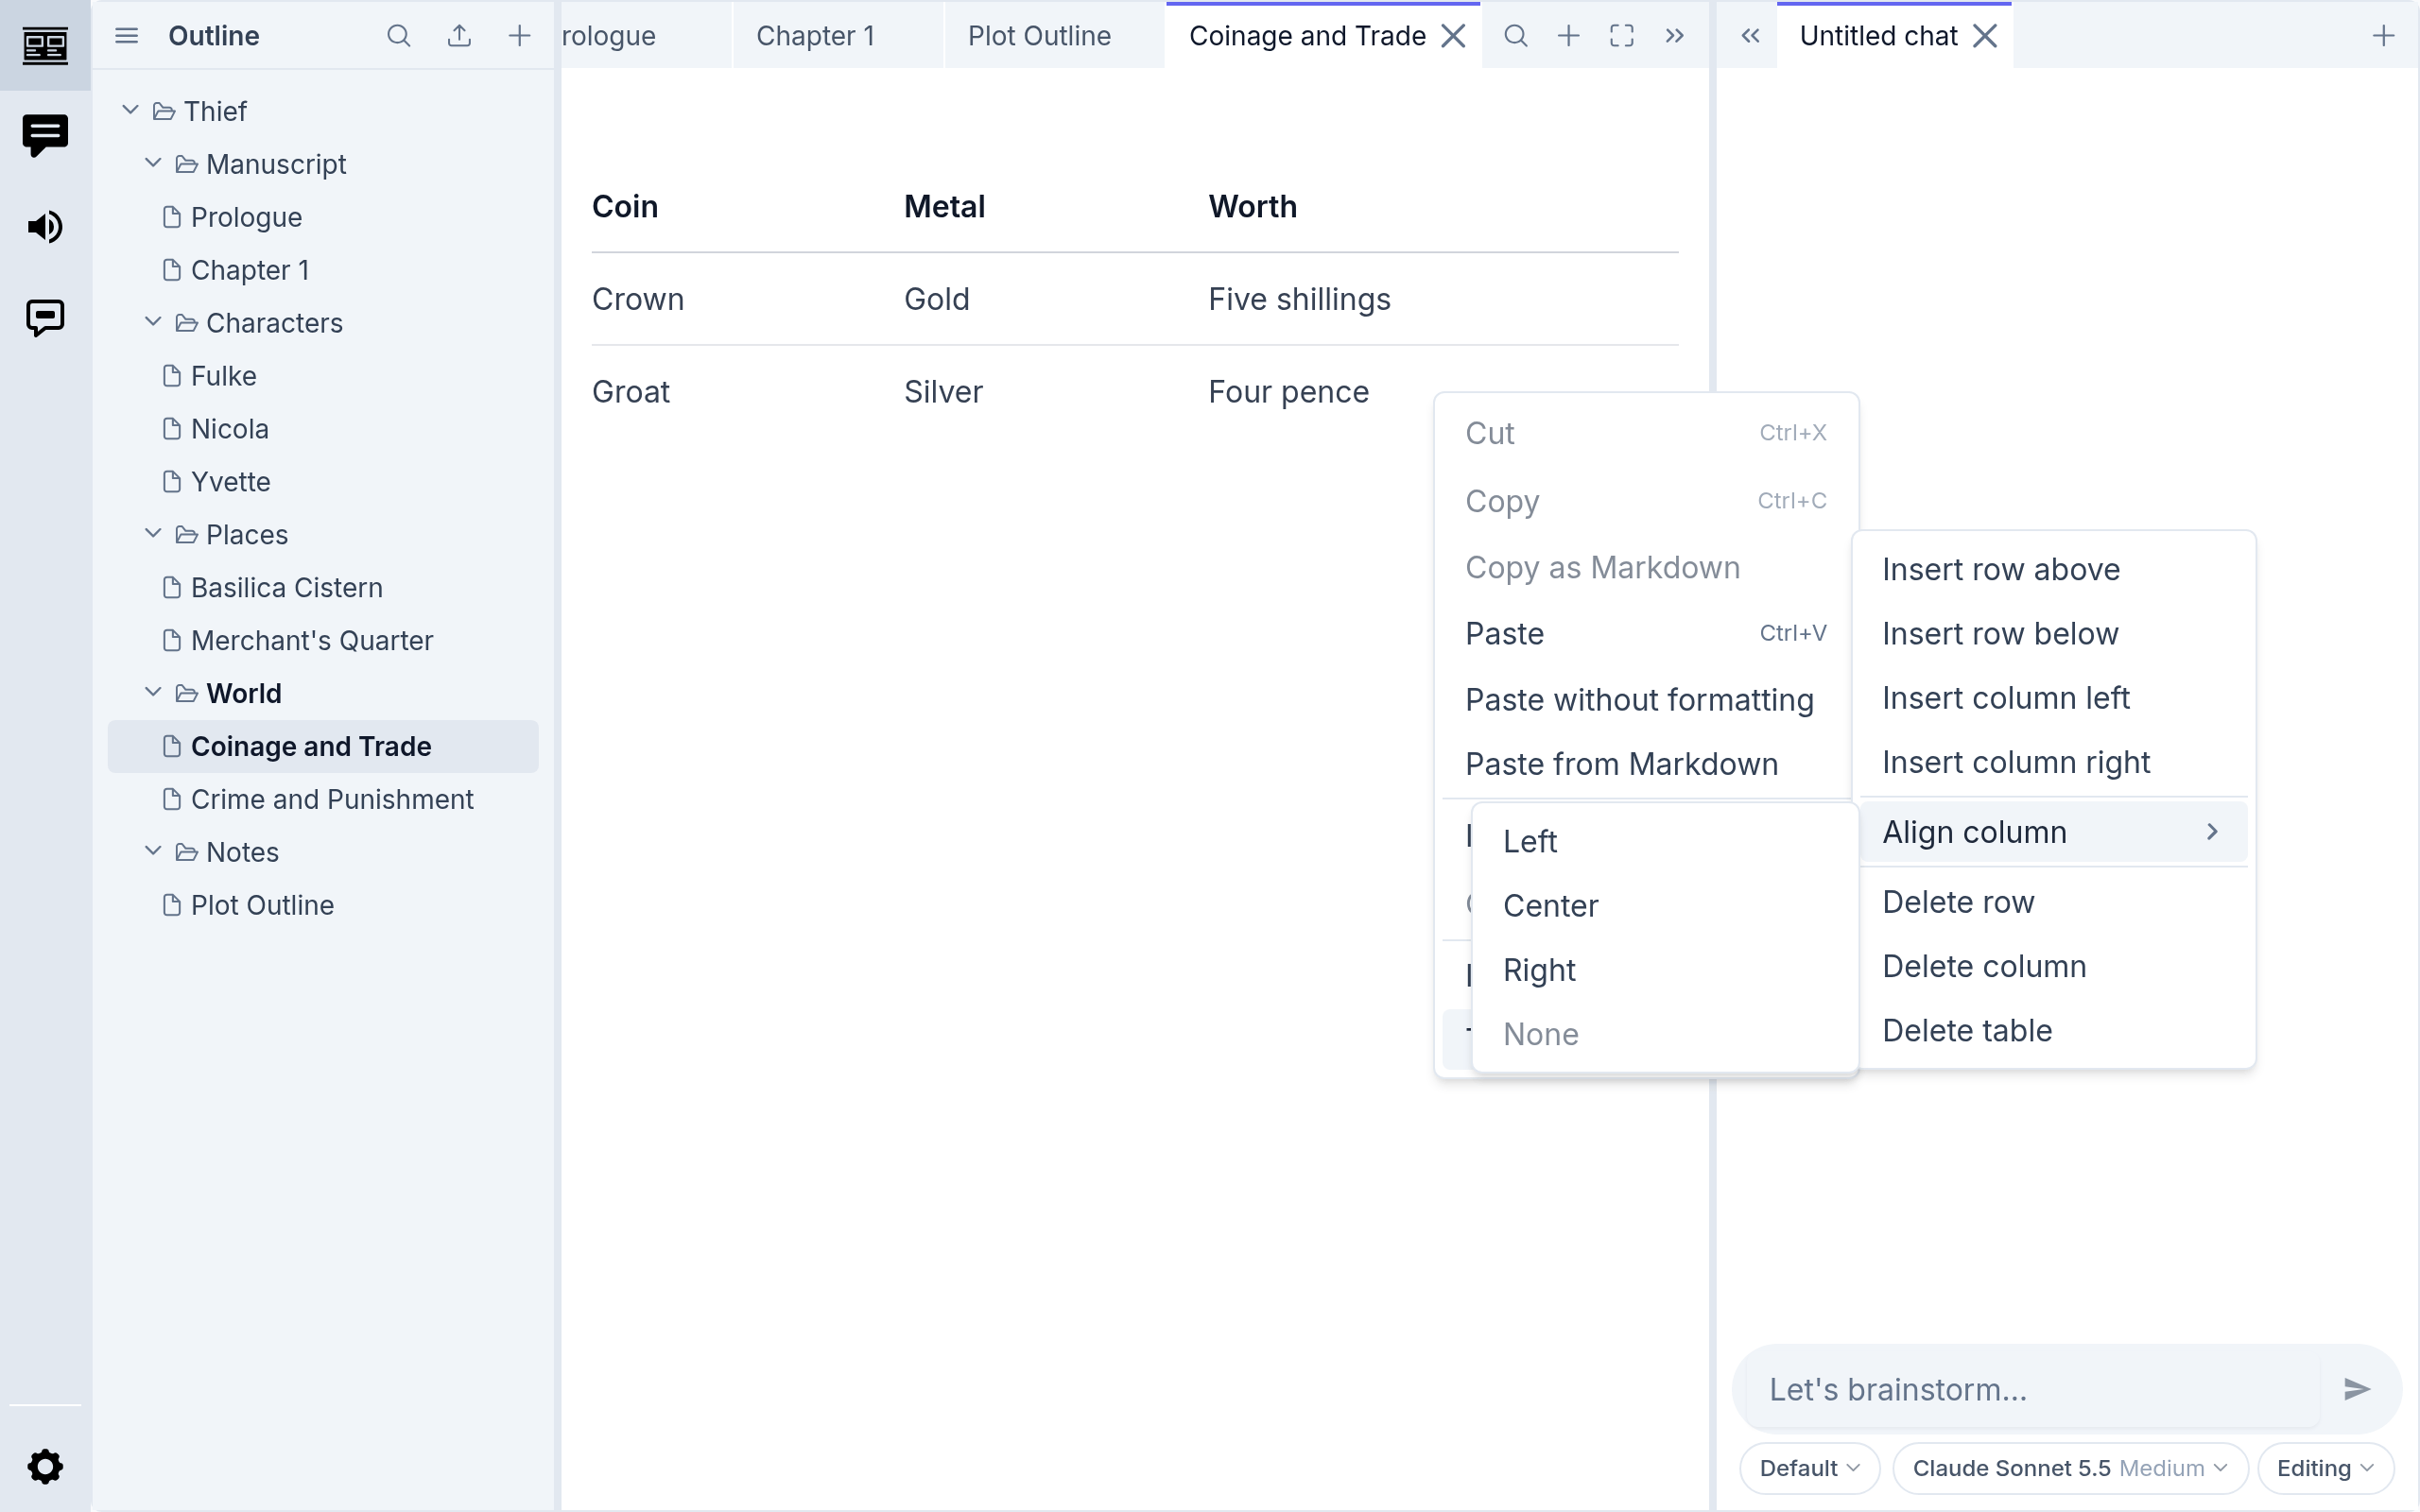 Outline
Thief
Manuscript
Prologue
Chapter 1
Characters
Fulke
Nicola
Yvette
Places
Basilica Cistern
Merchant's Quarter
World
Coinage and Trade
Crime and Punishment
Notes
Plot Outline
rologue
Chapter 1
Plot Outline
Coinage and Trade
Coin Metal Worth
Crown Gold Five shillings
Groat Silver Four pence
Cut Ctrl+X
Copy Ctrl+C
Copy as Markdown
Paste Ctrl+V
Paste without formatting
Paste from Markdown
Left
Center
Right
None
Insert row above
Insert row below
Insert column left
Insert column right
Align column
Delete row
Delete column
Delete table
Untitled chat
Let's brainstorm...
Default
Claude Sonnet 5.5 Medium
Editing